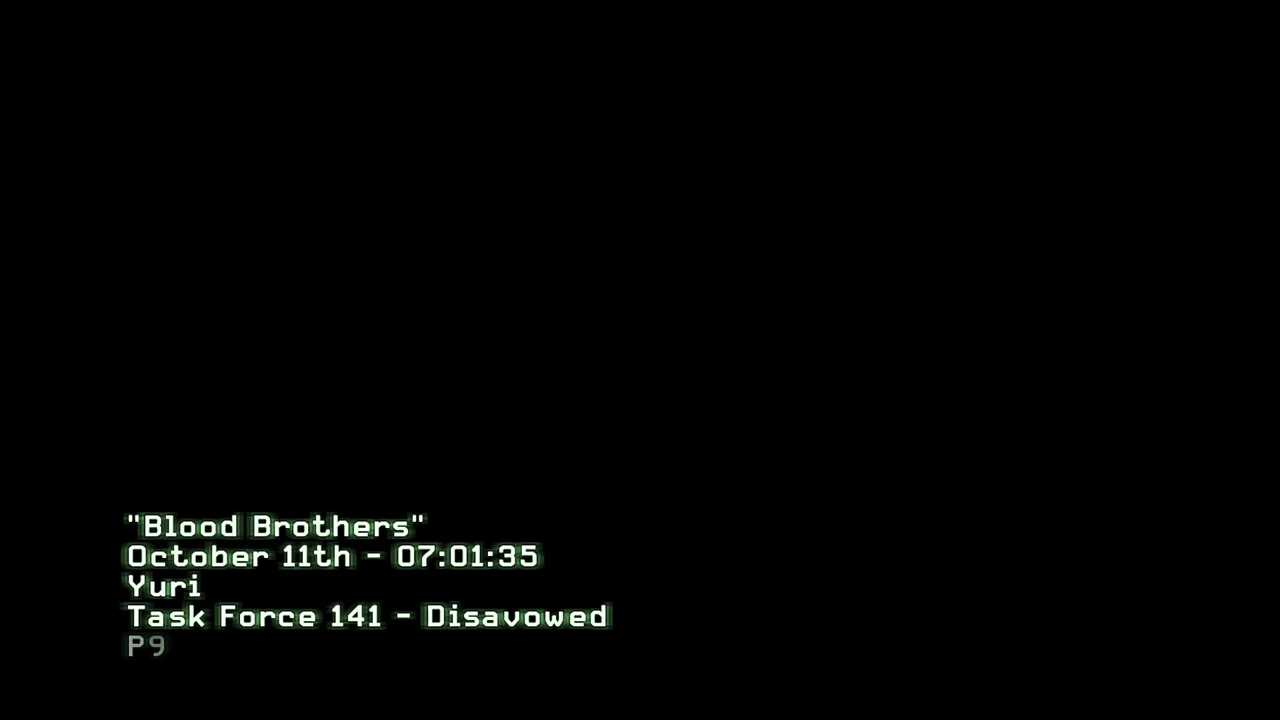 "Blood Brothers"
October 11th - 07:01:35
Yuri
Task Force 141 - Disavowed
P9